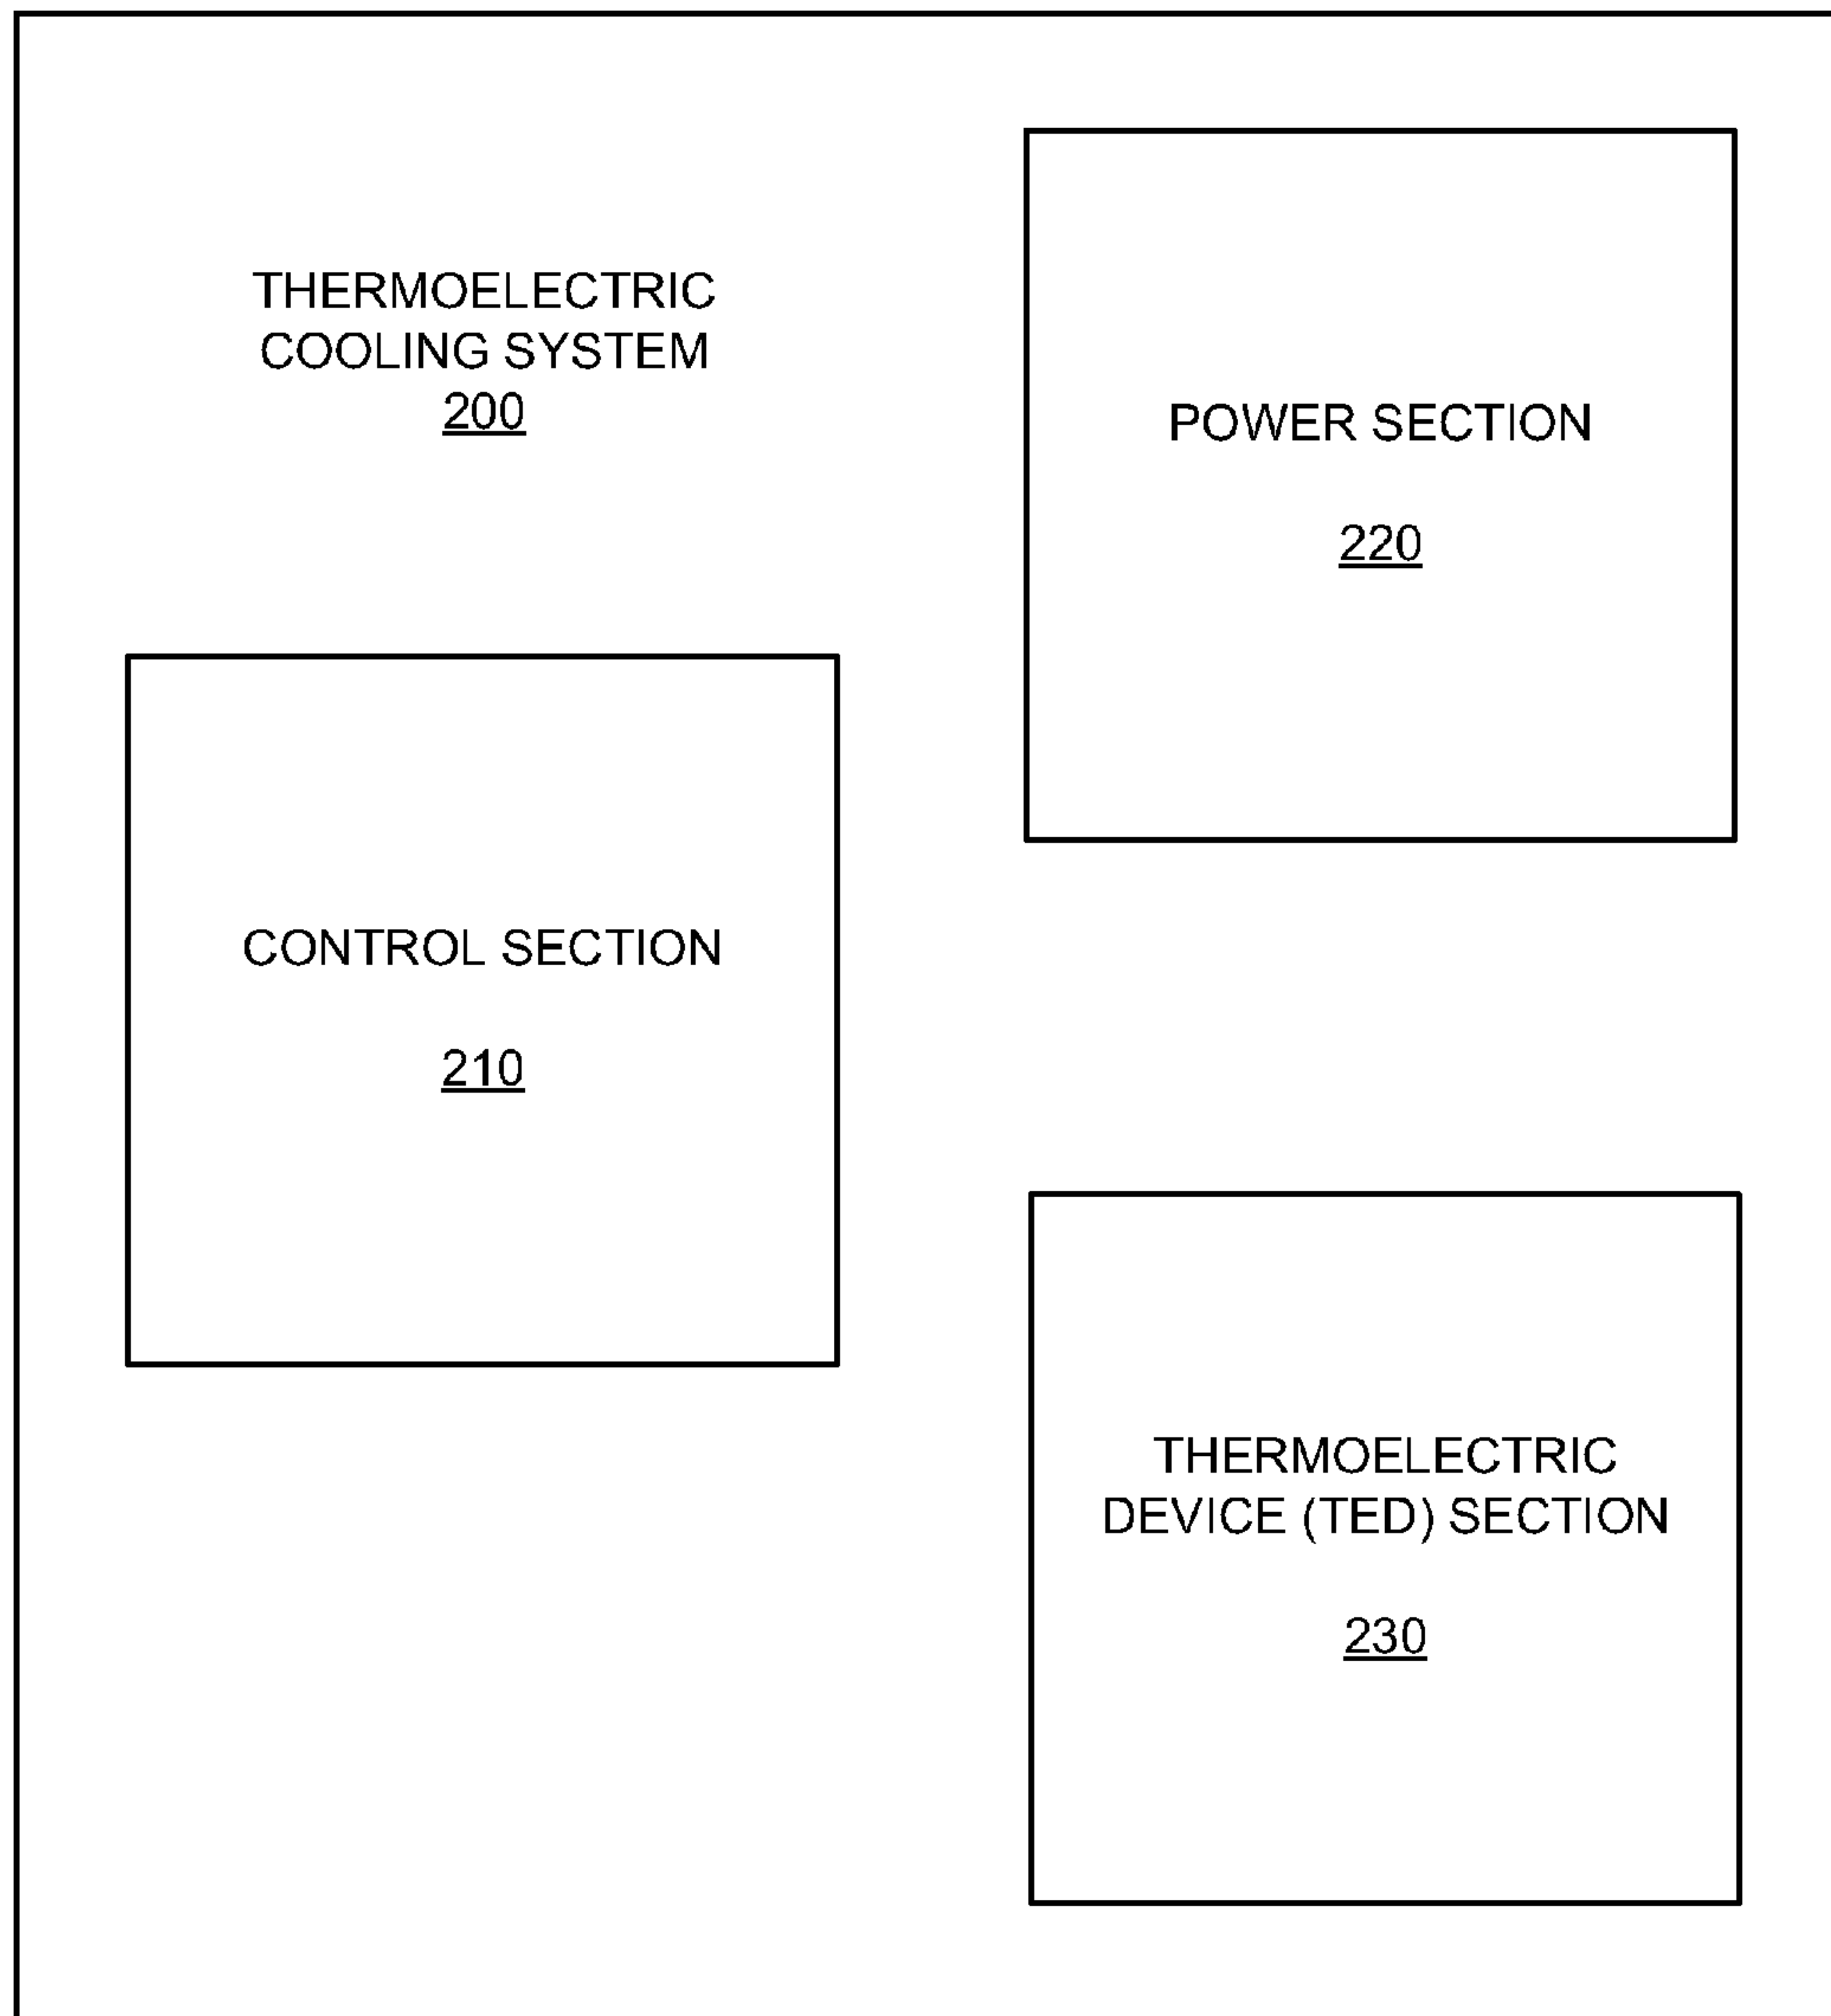 THERMOELECTRIC
COOLING SYSTEM
200
POWER SECTION
220
CONTROL SECTION
210
THERMOELECTRIC
DEVICE (TED) SECTION
230